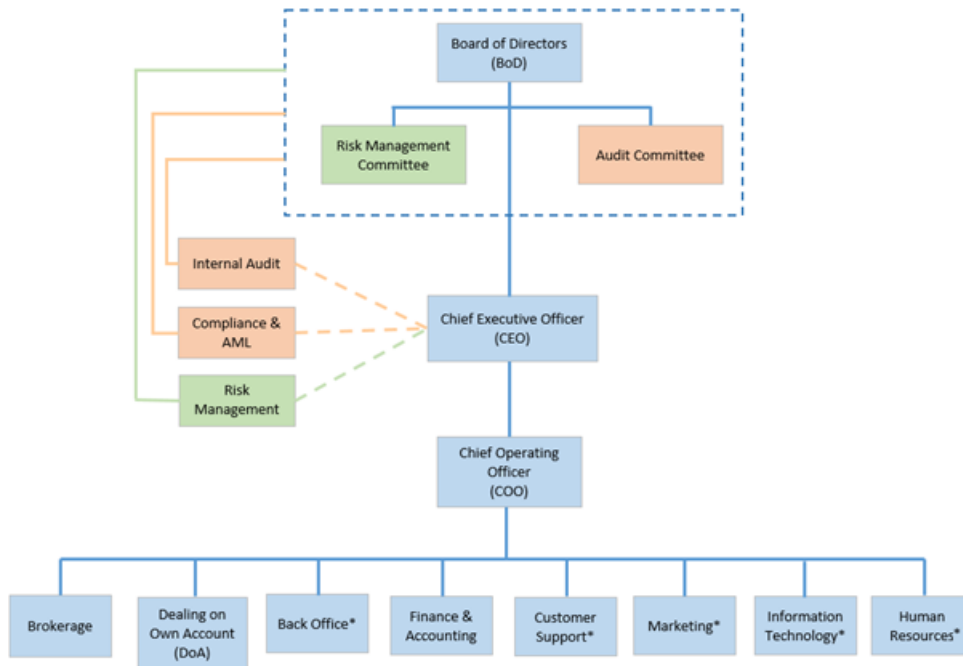 Board of Directors
(BoD)
Risk Management
Committee
Audit Committee
Internal Audit
Compliance &
AML
Risk
Management
Chief Executive Officer
(CEO)
Chief Operating
Officer
(COO)
Brokerage
Dealing on
Own Account
(DoA)
Back Office*
Finance &
Accounting
Customer
Support*
Marketing*
Information
Technology*
Human
Resources*